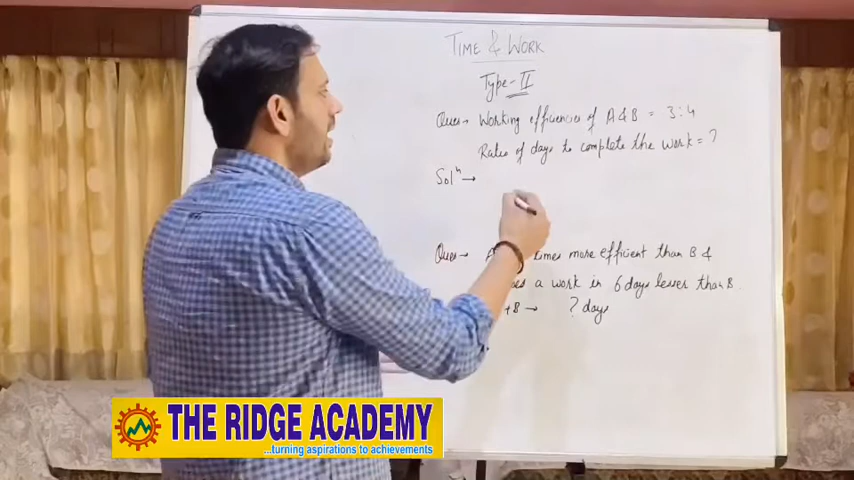 TIME & WORK
Type-II
Ques→ Working efficiencies of A&B = 3:4
Ratio of days to complete the work = ?
Solⁿ→
Ques→ A times more efficient than B &
a work in 6 days lesser than B.
+B → ? days
THE RIDGE ACADEMY
...turning aspirations to achievements